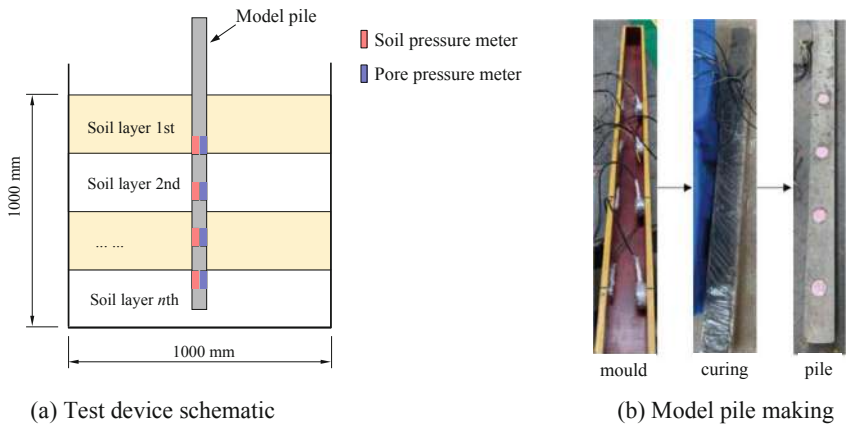 Model pile
Soil pressure meter
Pore pressure meter
Soil layer 1st
Soil layer 2nd
... ...
Soil layer nth
1000 mm
1000 mm
mould
curing
pile
(a) Test device schematic
(b) Model pile making